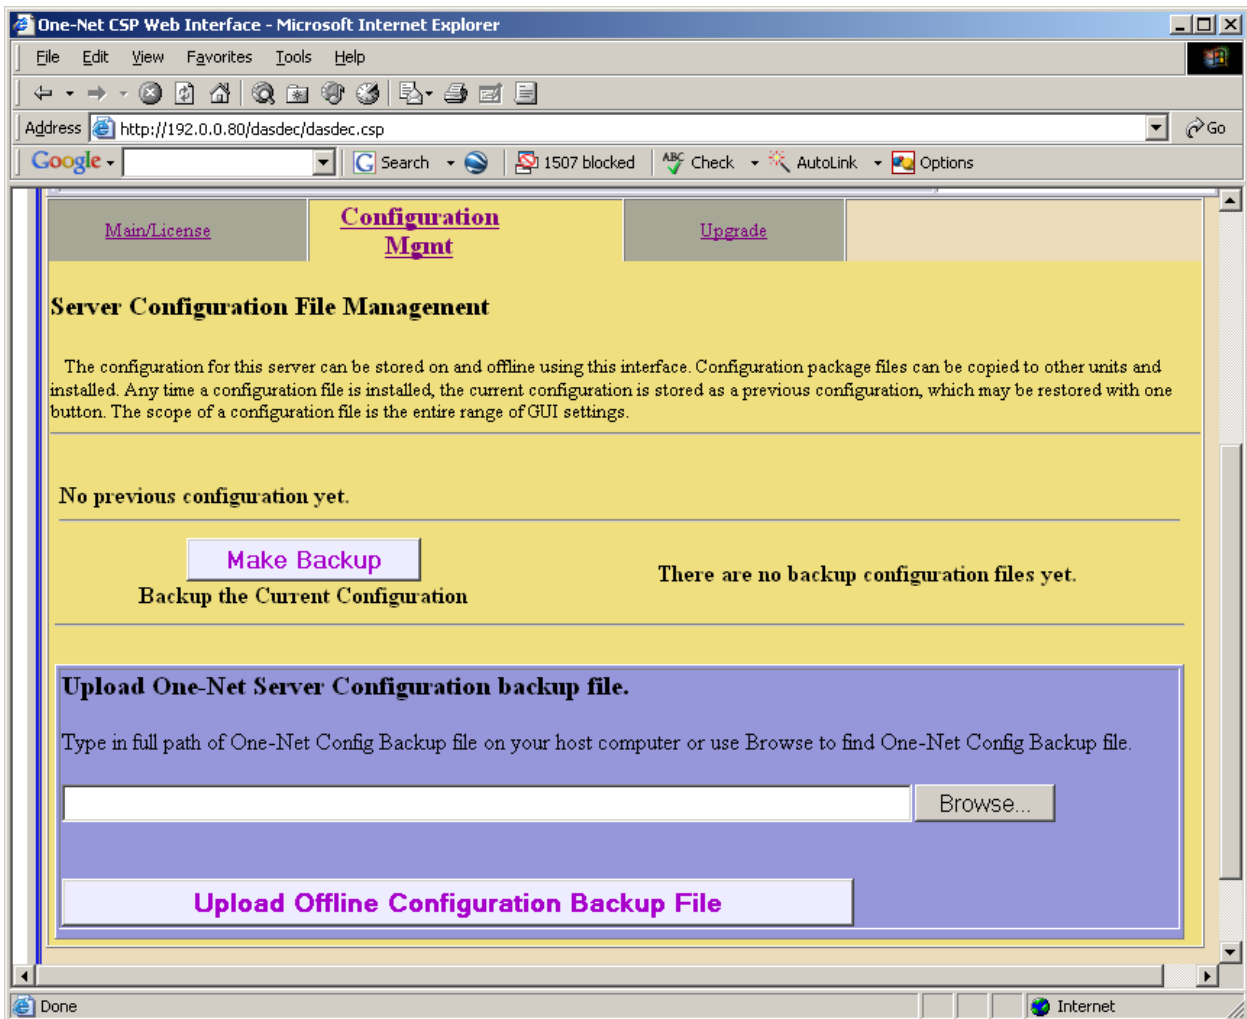 One-Net CSP Web Interface - Microsoft Internet Explorer
File Edit View Favorites Tools Help
Address http://192.0.0.80/dasdec/dasdec.csp Go
Google G Search 1507 blocked ABC Check AutoLink Options
Main/License Configuration Mgmt Upgrade
Server Configuration File Management
The configuration for this server can be stored on and offline using this interface. Configuration package files can be copied to other units and
installed. Any time a configuration file is installed, the current configuration is stored as a previous configuration, which may be restored with one
button. The scope of a configuration file is the entire range of GUI settings.
No previous configuration yet.
Make Backup
Backup the Current Configuration
There are no backup configuration files yet.
Upload One-Net Server Configuration backup file.
Type in full path of One-Net Config Backup file on your host computer or use Browse to find One-Net Config Backup file.
Browse...
Upload Offline Configuration Backup File
Done Internet